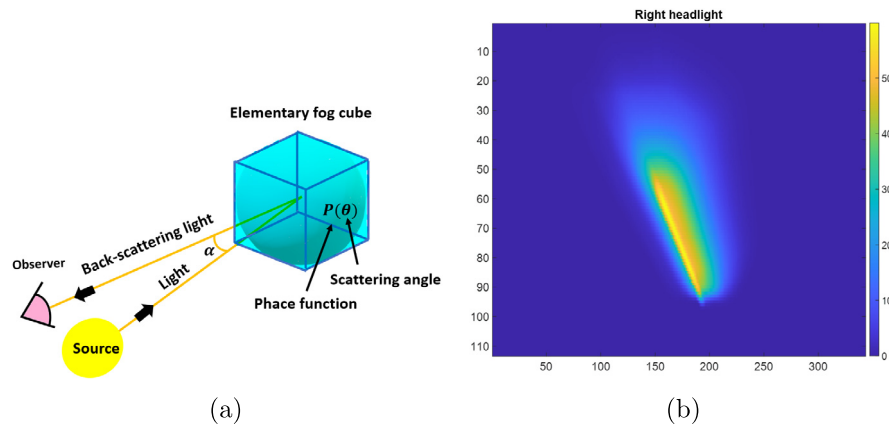 Elementary fog cube
P(θ)
Back-scattering light
α
Light
Observer
Source
Scattering angle
Phace function
(a)
Right headlight
10
20
30
40
50
60
70
80
90
100
110
50
100
150
200
250
300
50
40
30
20
10
0
(b)